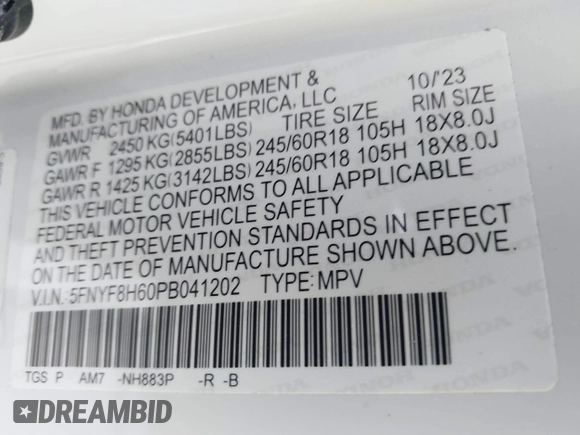 MFD. BY HONDA DEVELOPMENT & 10/'23
MANUFACTURING OF AMERICA, LLC
GVWR 2450 KG(5401LBS) TIRE SIZE RIM SIZE
GAWR F 1295 KG(2855LBS) 245/60R18 105H 18X8.0J
GAWR R 1425 KG(3142LBS) 245/60R18 105H 18X8.0J
THIS VEHICLE CONFORMS TO ALL APPLICABLE
FEDERAL MOTOR VEHICLE SAFETY
AND THEFT PREVENTION STANDARDS IN EFFECT
ON THE DATE OF MANUFACTURE SHOWN ABOVE.
V.I.N.:5FNYF8H60PB041202 TYPE:MPV
TGS P AM7 -NH883P -R -B
DREAMBID